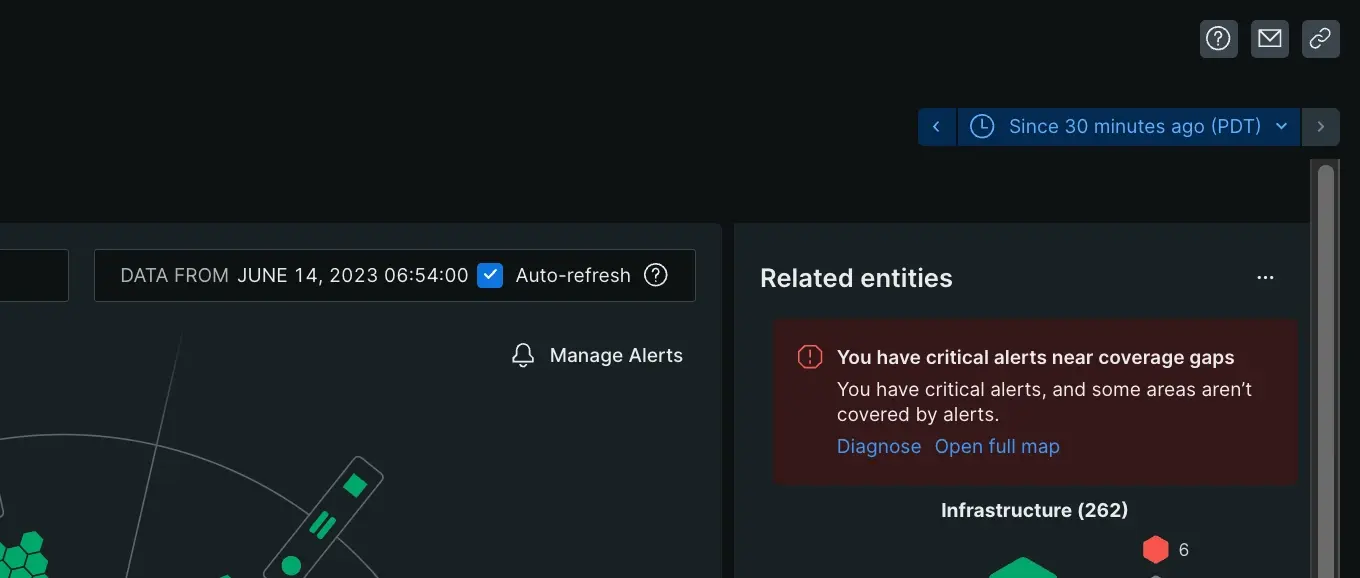 Since 30 minutes ago (PDT)
DATA FROM JUNE 14, 2023 06:54:00 Auto-refresh
Manage Alerts
Related entities
You have critical alerts near coverage gaps
You have critical alerts, and some areas aren’t
covered by alerts.
Diagnose Open full map
Infrastructure (262)
6